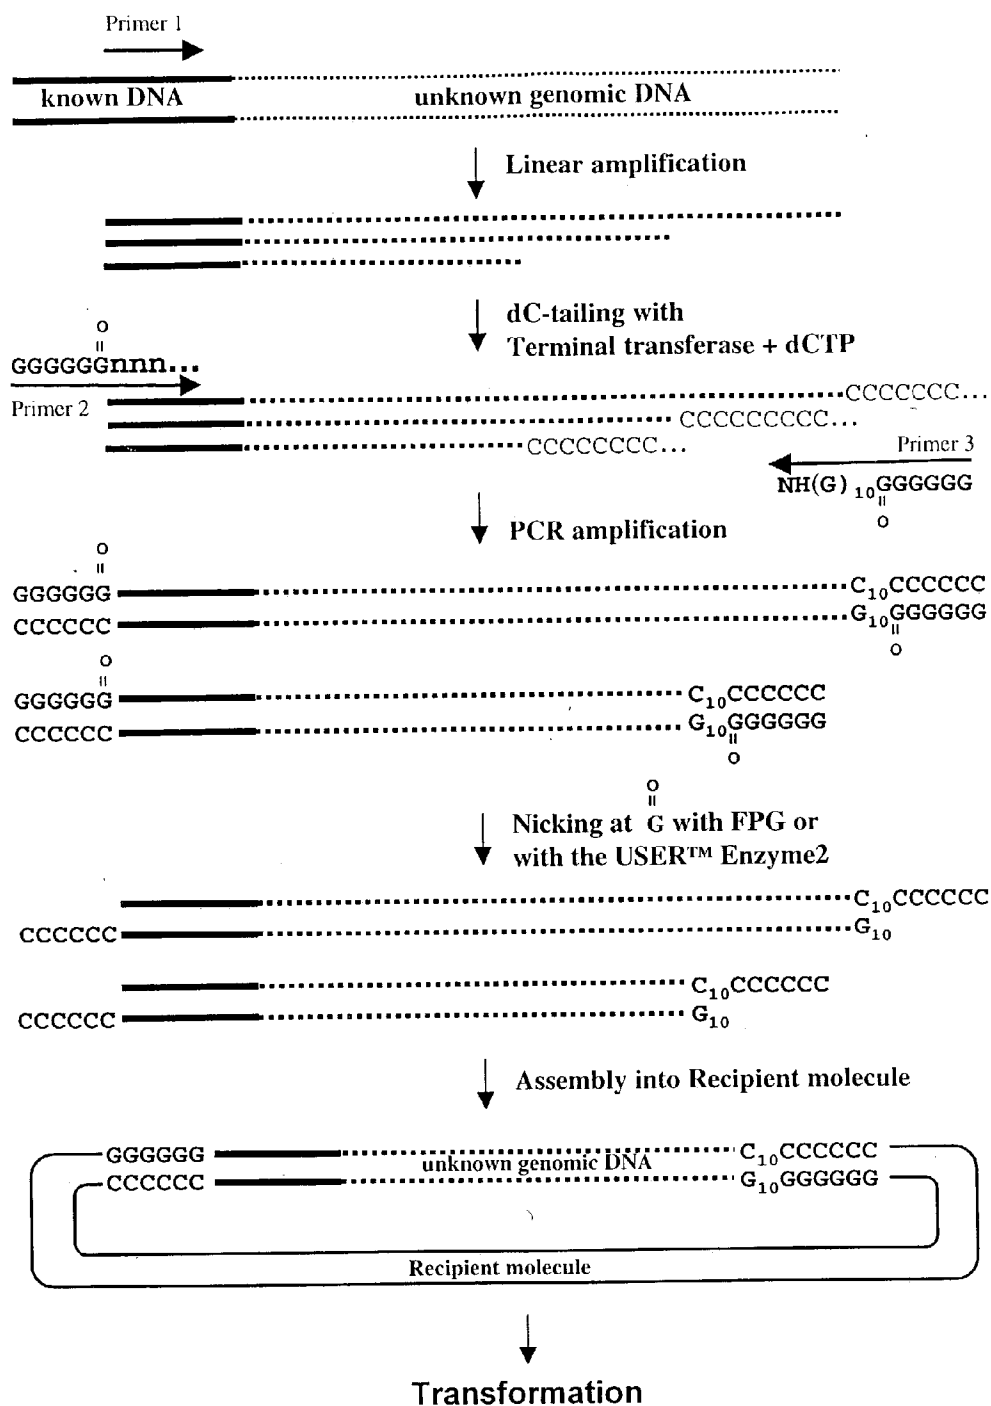 Primer 1
known DNA unknown genomic DNA
Linear amplification
dC-tailing with
Terminal transferase + dCTP
O
GGGGGGGnnn...
Primer 2
CCCCCCC...
CCCCCCCCC...
CCCCCCCC...
Primer 3
NH(G)10GGGGGG
O
PCR amplification
O
GGGGGG C10CCCCCC
CCCCCC G10GGGGGG
O
O
GGGGGG C10CCCCCC
CCCCCC G10GGGGGG
O
O
Nicking at G with FPG or
with the USER™ Enzyme2
C10CCCCCC
CCCCCC G10
C10CCCCCC
CCCCCC G10
Assembly into Recipient molecule
GGGGGG C10CCCCCC
unknown genomic DNA
CCCCCC G10GGGGGG
Recipient molecule
Transformation